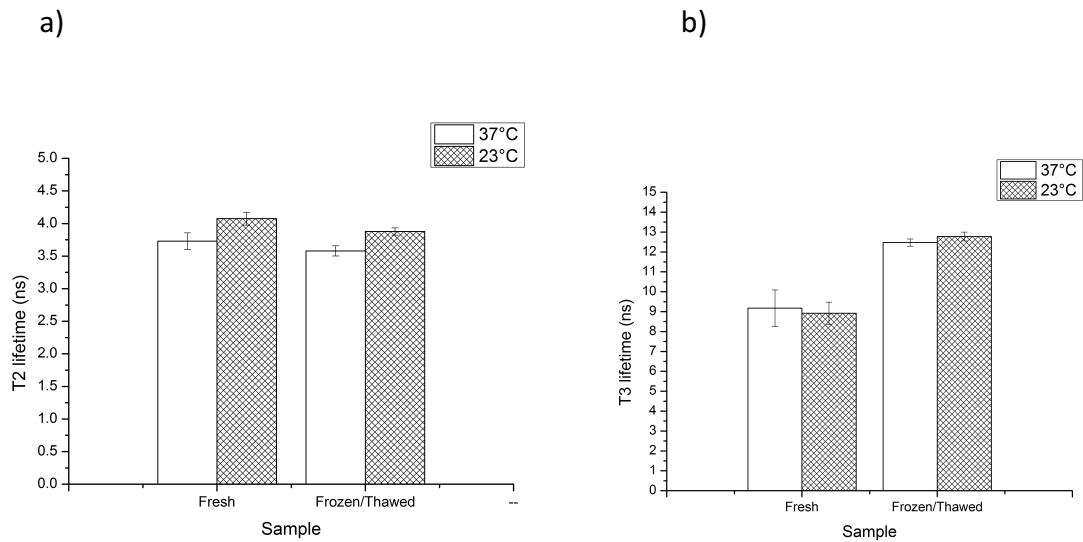 a)
37°C
23°C
5.0
4.5
4.0
3.5
3.0
2.5
2.0
1.5
1.0
0.5
0.0
T2 lifetime (ns)
Fresh Frozen/Thawed --
Sample
b)
37°C
23°C
15
14
13
12
11
10
9
8
7
6
5
4
3
2
1
0
T3 lifetime (ns)
Fresh Frozen/Thawed
Sample